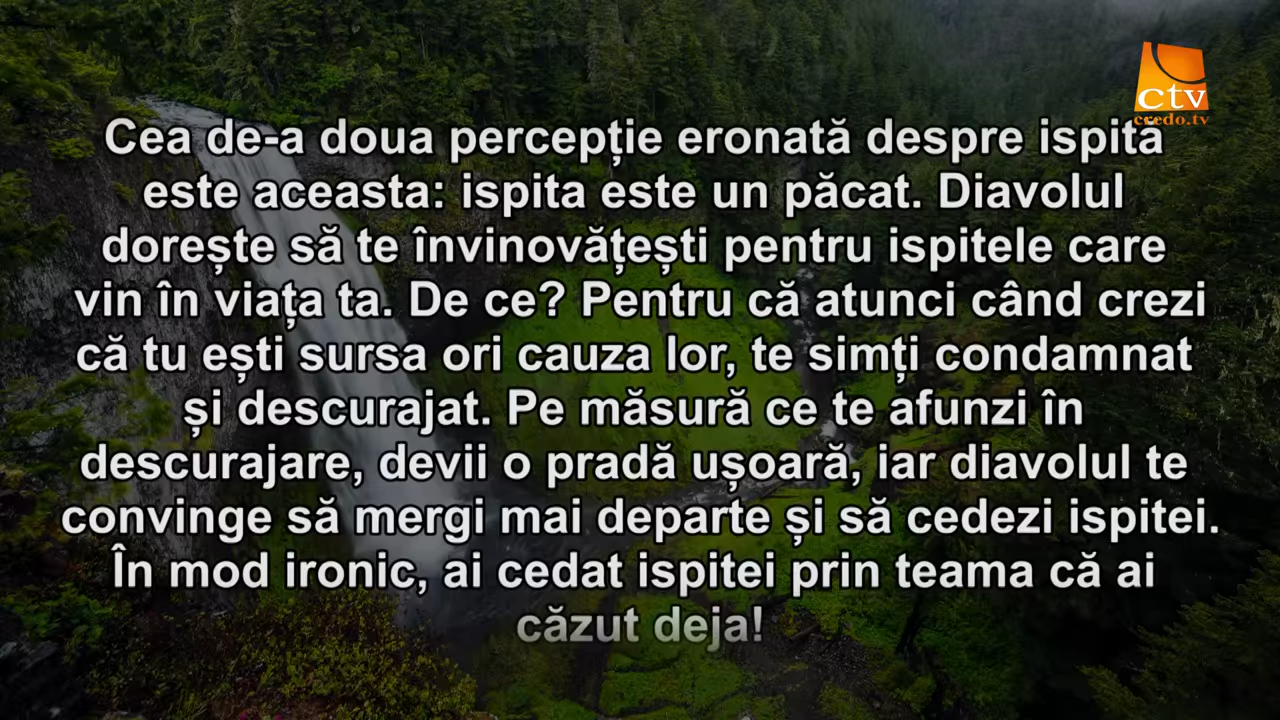 ctv
credo.tv
Cea de-a doua percepție eronată despre ispită
este aceasta: ispita este un păcat. Diavolul
dorește să te învinovățești pentru ispitele care
vin în viața ta. De ce? Pentru că atunci când crezi
că tu ești sursa ori cauza lor, te simți condamnat
și descurajat. Pe măsură ce te afunzi în
descurajare, devii o pradă ușoară, iar diavolul te
convinge să mergi mai departe și să cedezi ispitei.
În mod ironic, ai cedat ispitei prin teama că ai
căzut deja!